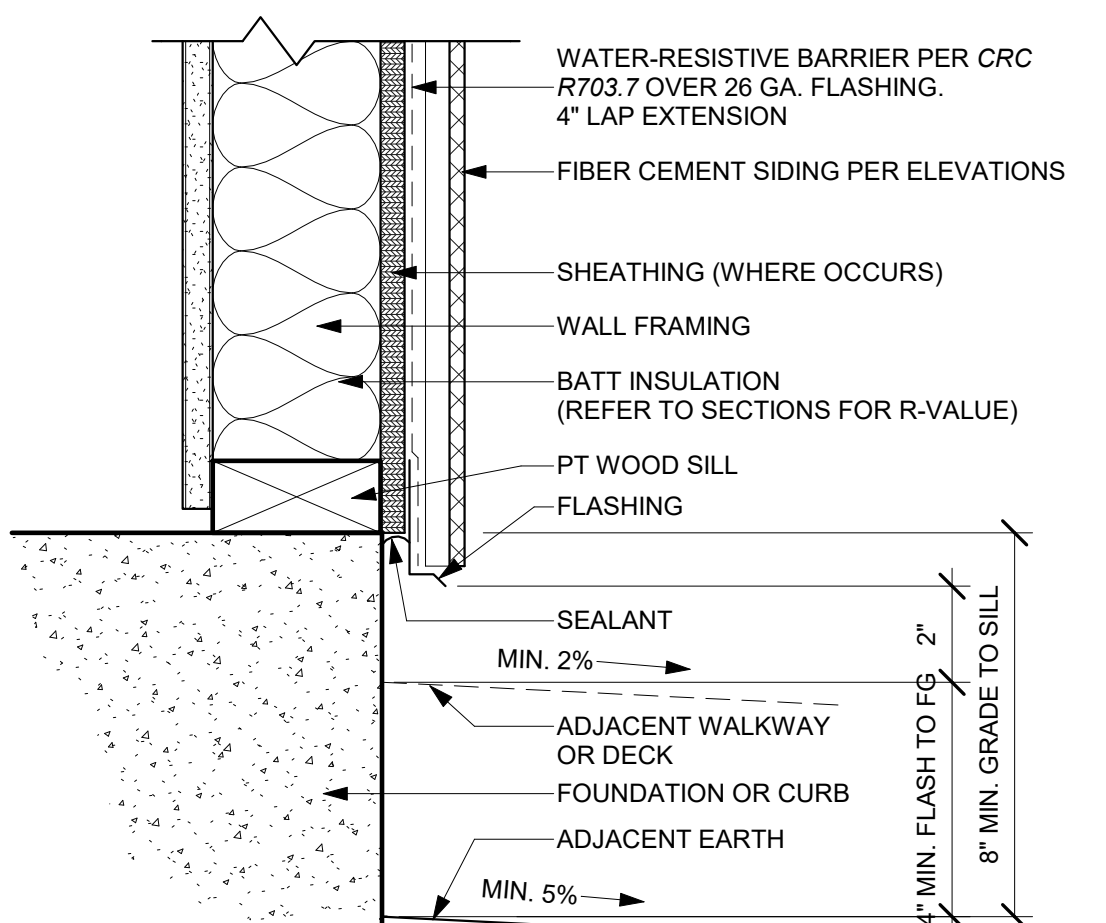 WATER-RESISTIVE BARRIER PER CRC
R703.7 OVER 26 GA. FLASHING.
4" LAP EXTENSION
FIBER CEMENT SIDING PER ELEVATIONS
SHEATHING (WHERE OCCURS)
WALL FRAMING
BATT INSULATION
(REFER TO SECTIONS FOR R-VALUE)
PT WOOD SILL
FLASHING
SEALANT
MIN. 2%
ADJACENT WALKWAY
OR DECK
FOUNDATION OR CURB
ADJACENT EARTH
MIN. 5%
2"
4" MIN. FLASH TO FG
8" MIN. GRADE TO SILL